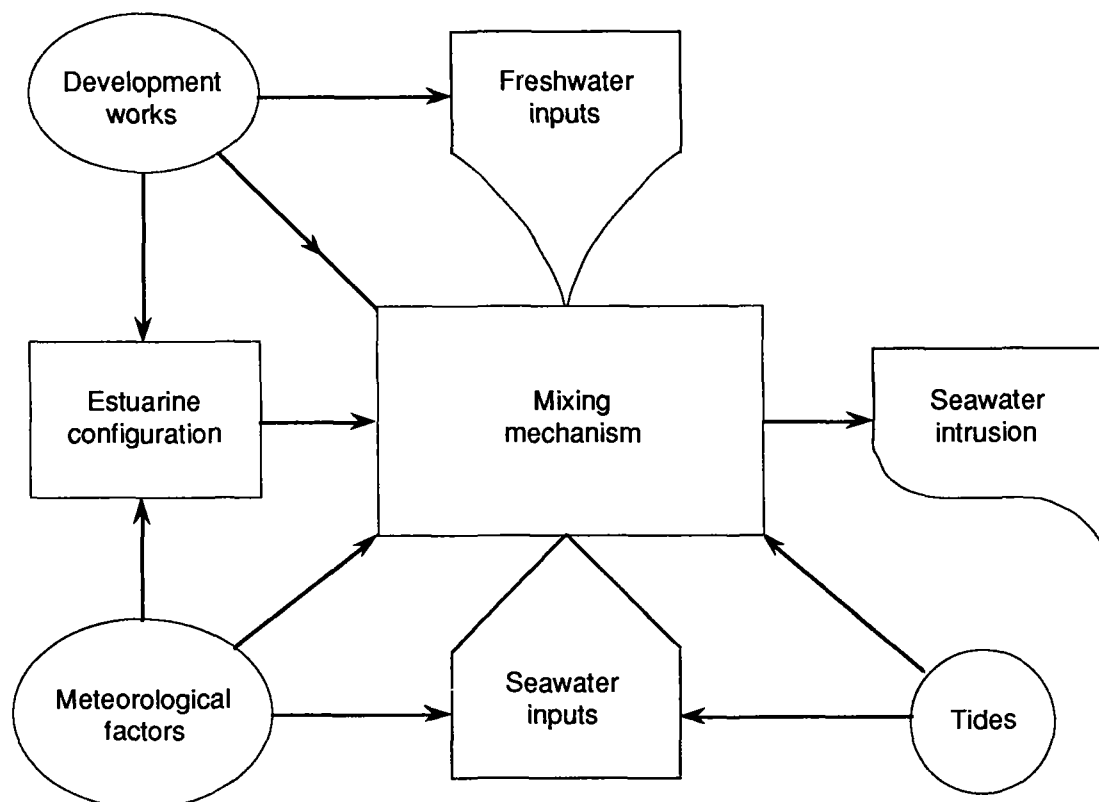 Development
works
Freshwater
inputs
Estuarine
configuration
Mixing
mechanism
Seawater
intrusion
Meteorological
factors
Seawater
inputs
Tides